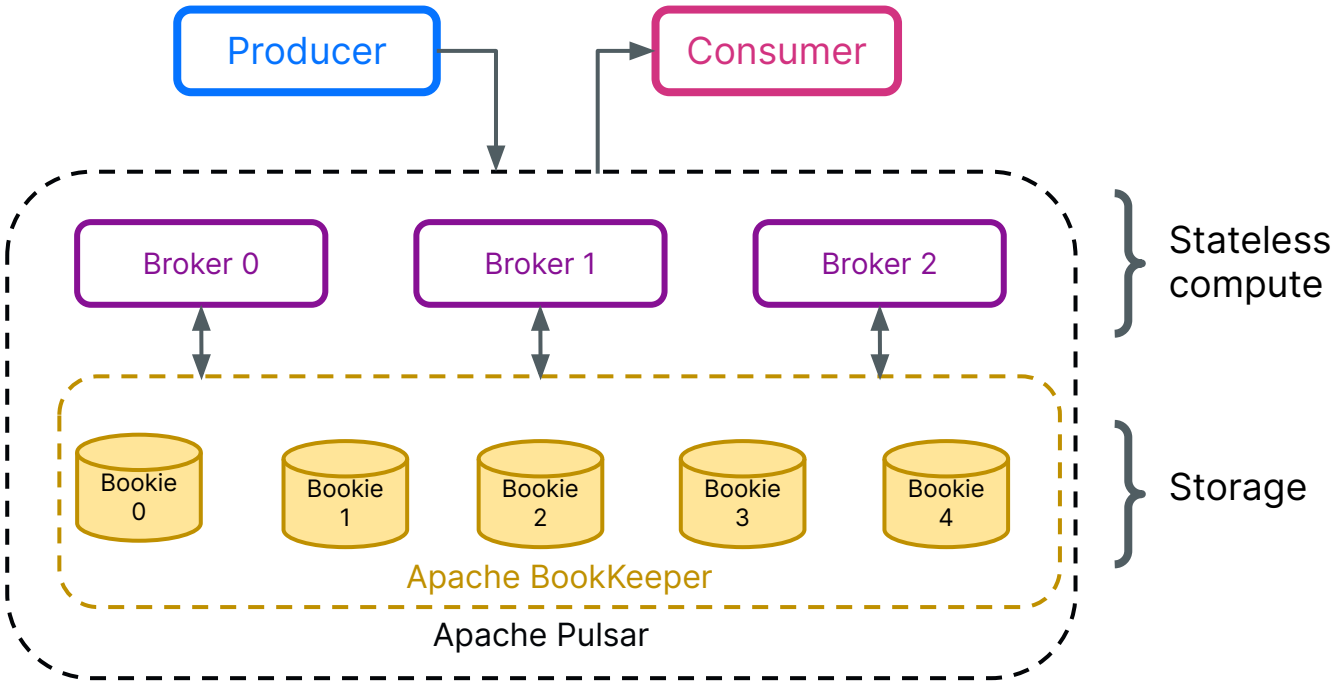 Producer
Consumer
Broker 0
Broker 1
Broker 2
Stateless
compute
Bookie
0
Bookie
1
Bookie
2
Bookie
3
Bookie
4
Storage
Apache BookKeeper
Apache Pulsar